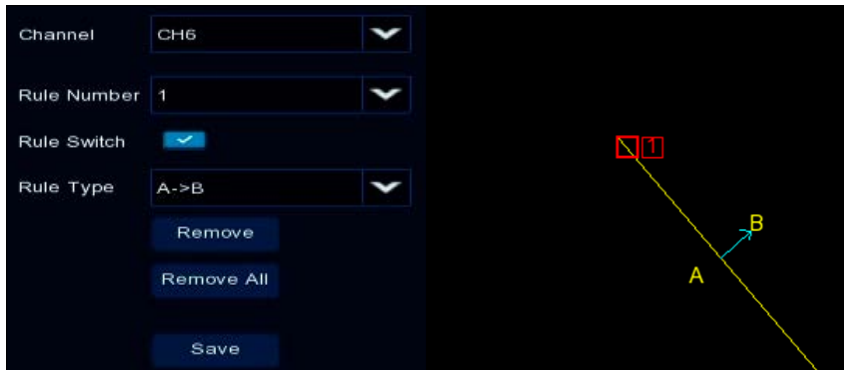 Channel CH6
Rule Number 1
Rule Switch
Rule Type A->B
Remove
Remove All
Save
1
B
A